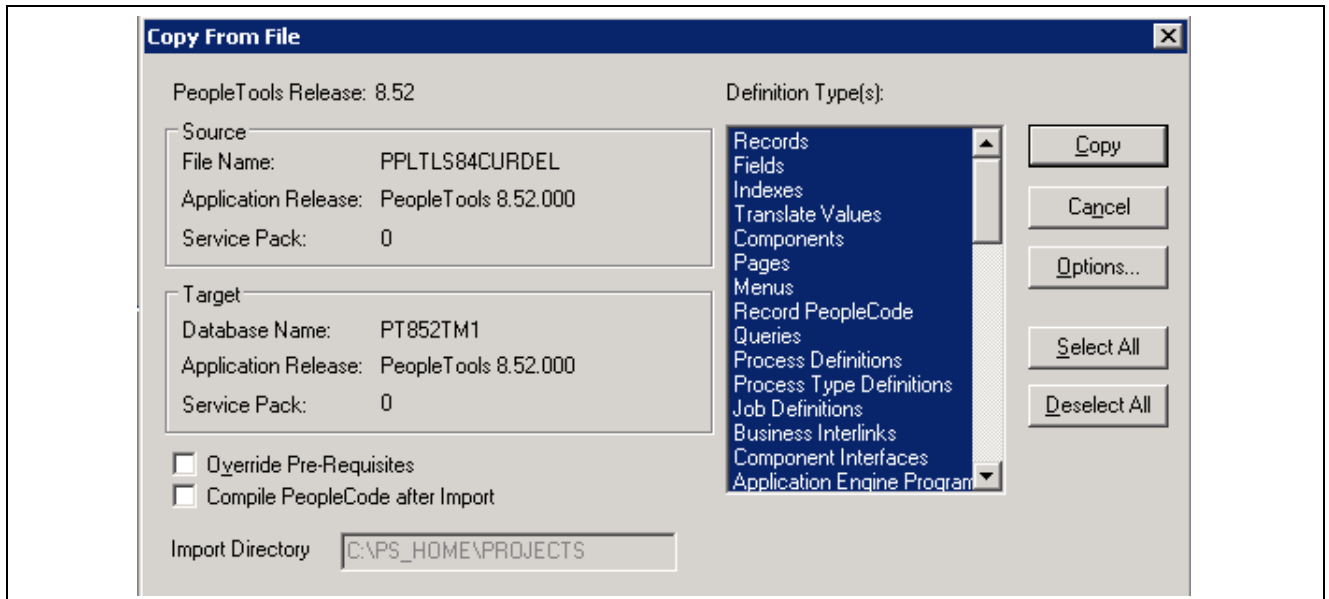 Copy From File
PeopleTools Release: 8.52
Source
File Name: PPLTLS84CURDEL
Application Release: PeopleTools 8.52.000
Service Pack: 0
Target
Database Name: PT852TM1
Application Release: PeopleTools 8.52.000
Service Pack: 0
Override Pre-Requisites
Compile PeopleCode after Import
Import Directory C:\PS_HOME\PROJECTS
Definition Type(s):
Records
Fields
Indexes
Translate Values
Components
Pages
Menus
Record PeopleCode
Queries
Process Definitions
Process Type Definitions
Job Definitions
Business Interlinks
Component Interfaces
Application Engine Program
Copy
Cancel
Options...
Select All
Deselect All